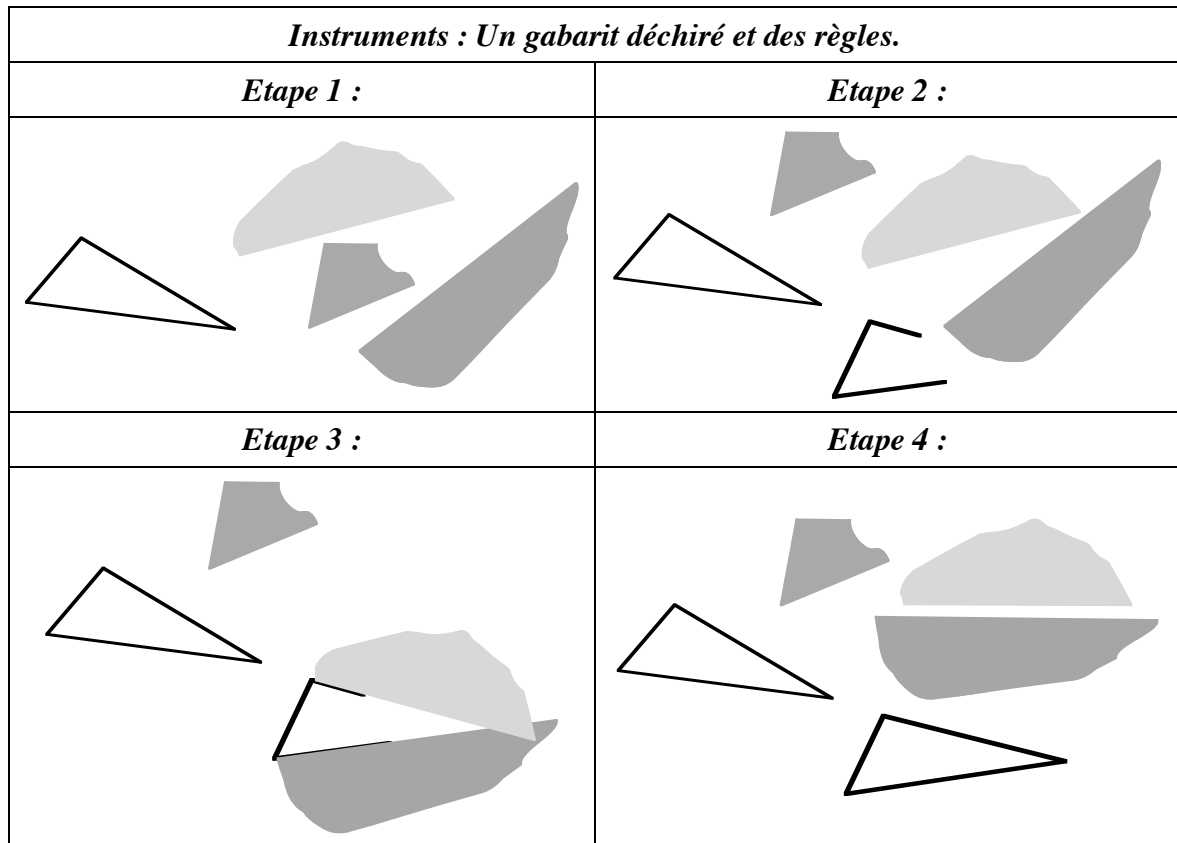 Instruments : Un gabarit déchiré et des règles.
Etape 1 :
Etape 2 :
Etape 3 :
Etape 4 :